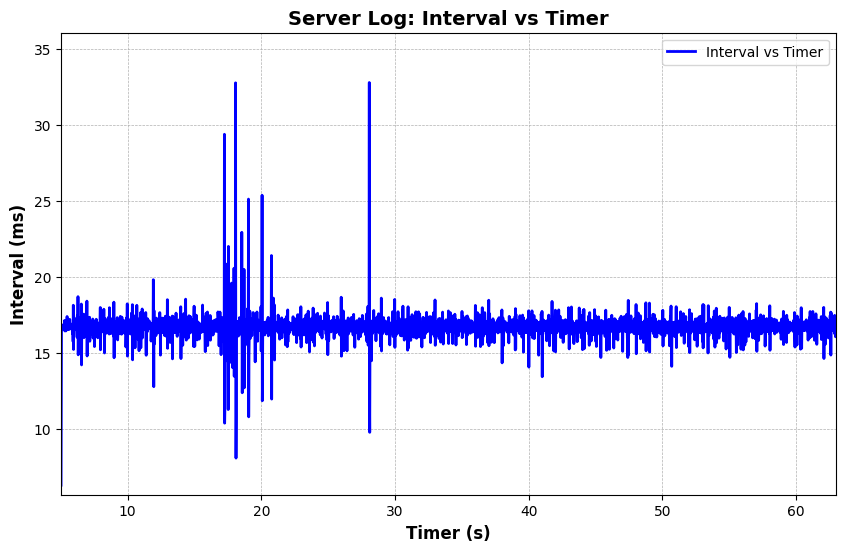 Server Log: Interval vs Timer
Interval vs Timer
35
30
25
20
15
10
Interval (ms)
10 20 30 40 50 60
Timer (s)